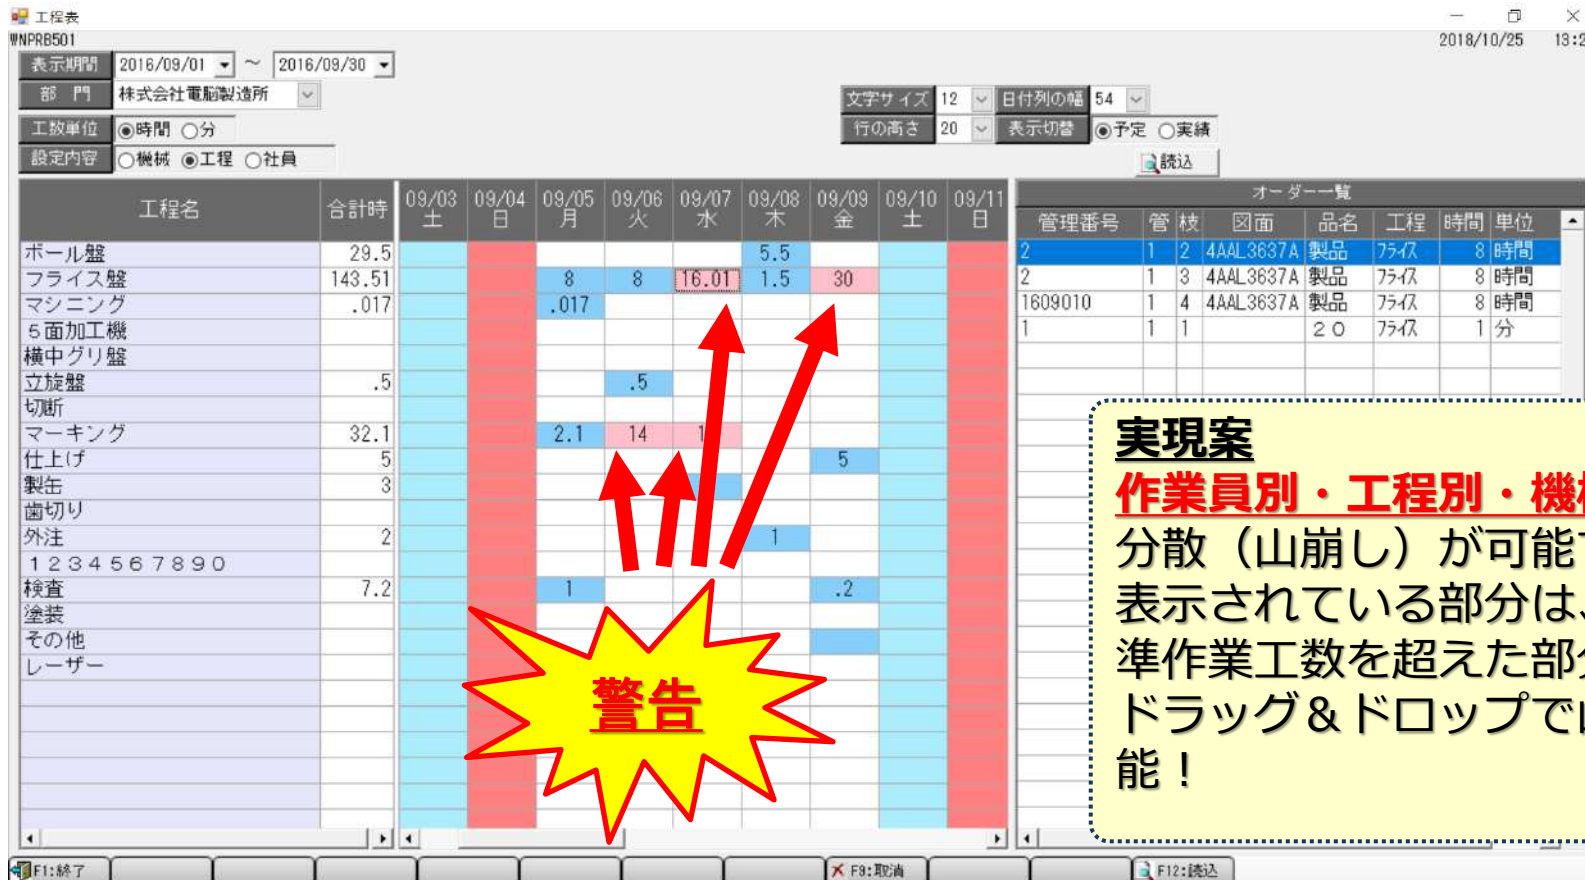 工程表
WNPRB501
2018/10/25 13:2
表示期間 2016/09/01 ～ 2016/09/30
部 門 株式会社電脳製造所
文字サイズ 12 日付列の幅 54
工数単位 時間 分
行の高さ 20 表示切替 予定 実績
設定内容 機械 工程 社員
読込
工程名 合計時 09/03 土 09/04 日 09/05 月 09/06 火 09/07 水 09/08 木 09/09 金 09/10 土 09/11 日
ボール盤 29.5 5.5
フライス盤 143.51 8 8 16.01 1.5 30
マシニング .017 .017
５面加工機
横中グリ盤
立旋盤 .5 .5
切断
マーキング 32.1 2.1 14 1
仕上げ 5 5
製缶 3
歯切り
外注 2 1
１２３４５６７８９０
検査 7.2 1 .2
塗装
その他
レーザー
オーダー一覧
管理番号 管 枝 図面 品名 工程 時間 単位
2 1 2 4AAL3637A 製品 ﾌﾗｲｽ 8 時間
2 1 3 4AAL3637A 製品 ﾌﾗｲｽ 8 時間
1609010 1 4 4AAL3637A 製品 ﾌﾗｲｽ 8 時間
1 1 1 ２０ ﾌﾗｲｽ 1 分
警告
実現案
作業員別・工程別・機
分散（山崩し）が可能
表示されている部分は、
準作業工数を超えた部
ドラッグ＆ドロップで
能！
F1:終了 F9:取消 F12:読込